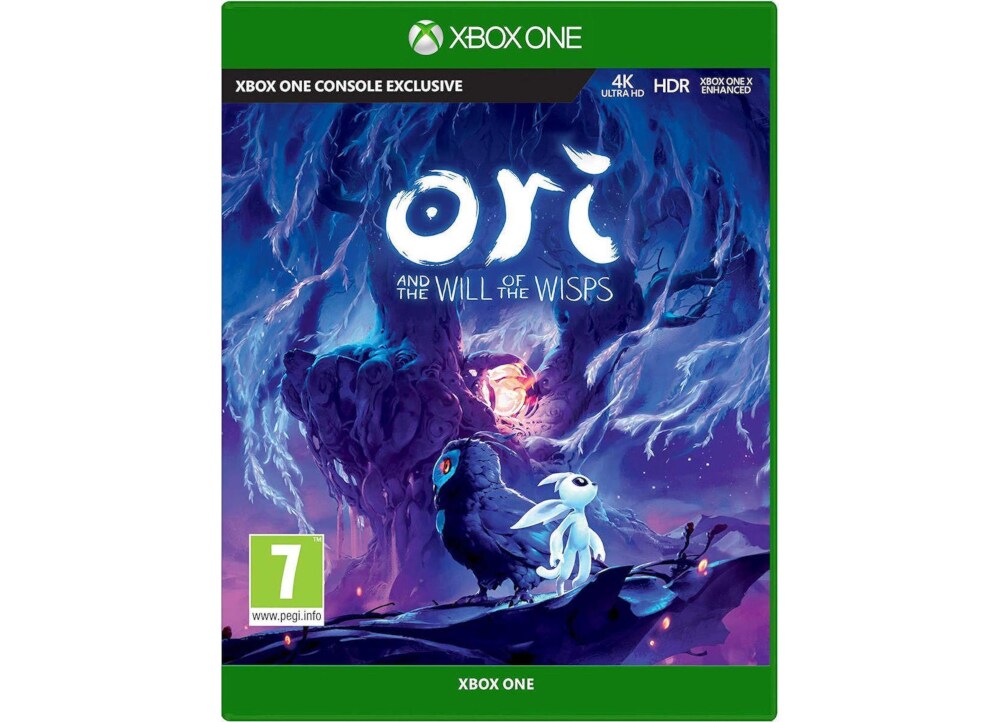 XBOX ONE
XBOX ONE CONSOLE EXCLUSIVE
4K
ULTRA HD
HDR
XBOX ONE X
ENHANCED
ori
AND THE WILL OF THE WISPS
7
TM
www.pegi.info
XBOX ONE